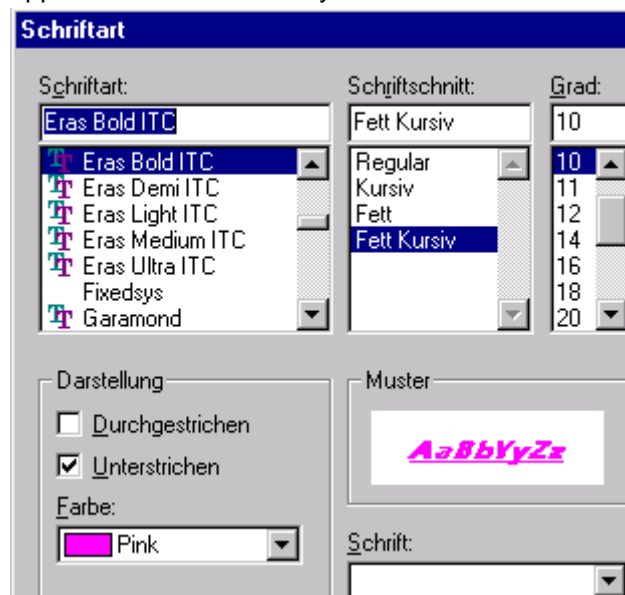 Schriftart
Schriftart: Schriftschnitt: Grad:
Eras Bold ITC Fett Kursiv 10
Eras Bold ITC Regular 10
Eras Demi ITC Kursiv 11
Eras Light ITC Fett 12
Eras Medium ITC Fett Kursiv 14
Eras Ultra ITC 16
Fixedsys 18
Garamond 20
Darstellung Muster
Durchgestrichen
Unterstrichen AaBbYyZz
Farbe:
Pink Schrift: